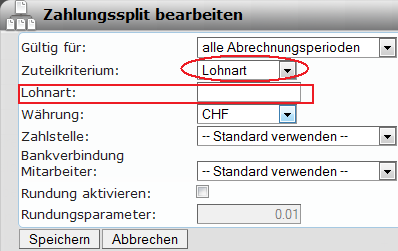 Zahlungssplit bearbeiten
Gültig für: alle Abrechnungsperioden
Zuteilkriterium: Lohnart
Lohnart:
Währung: CHF
Zahlstelle: -- Standard verwenden --
Bankverbindung
Mitarbeiter: -- Standard verwenden --
Rundung aktivieren:
Rundungsparameter: 0.01
Speichern Abbrechen